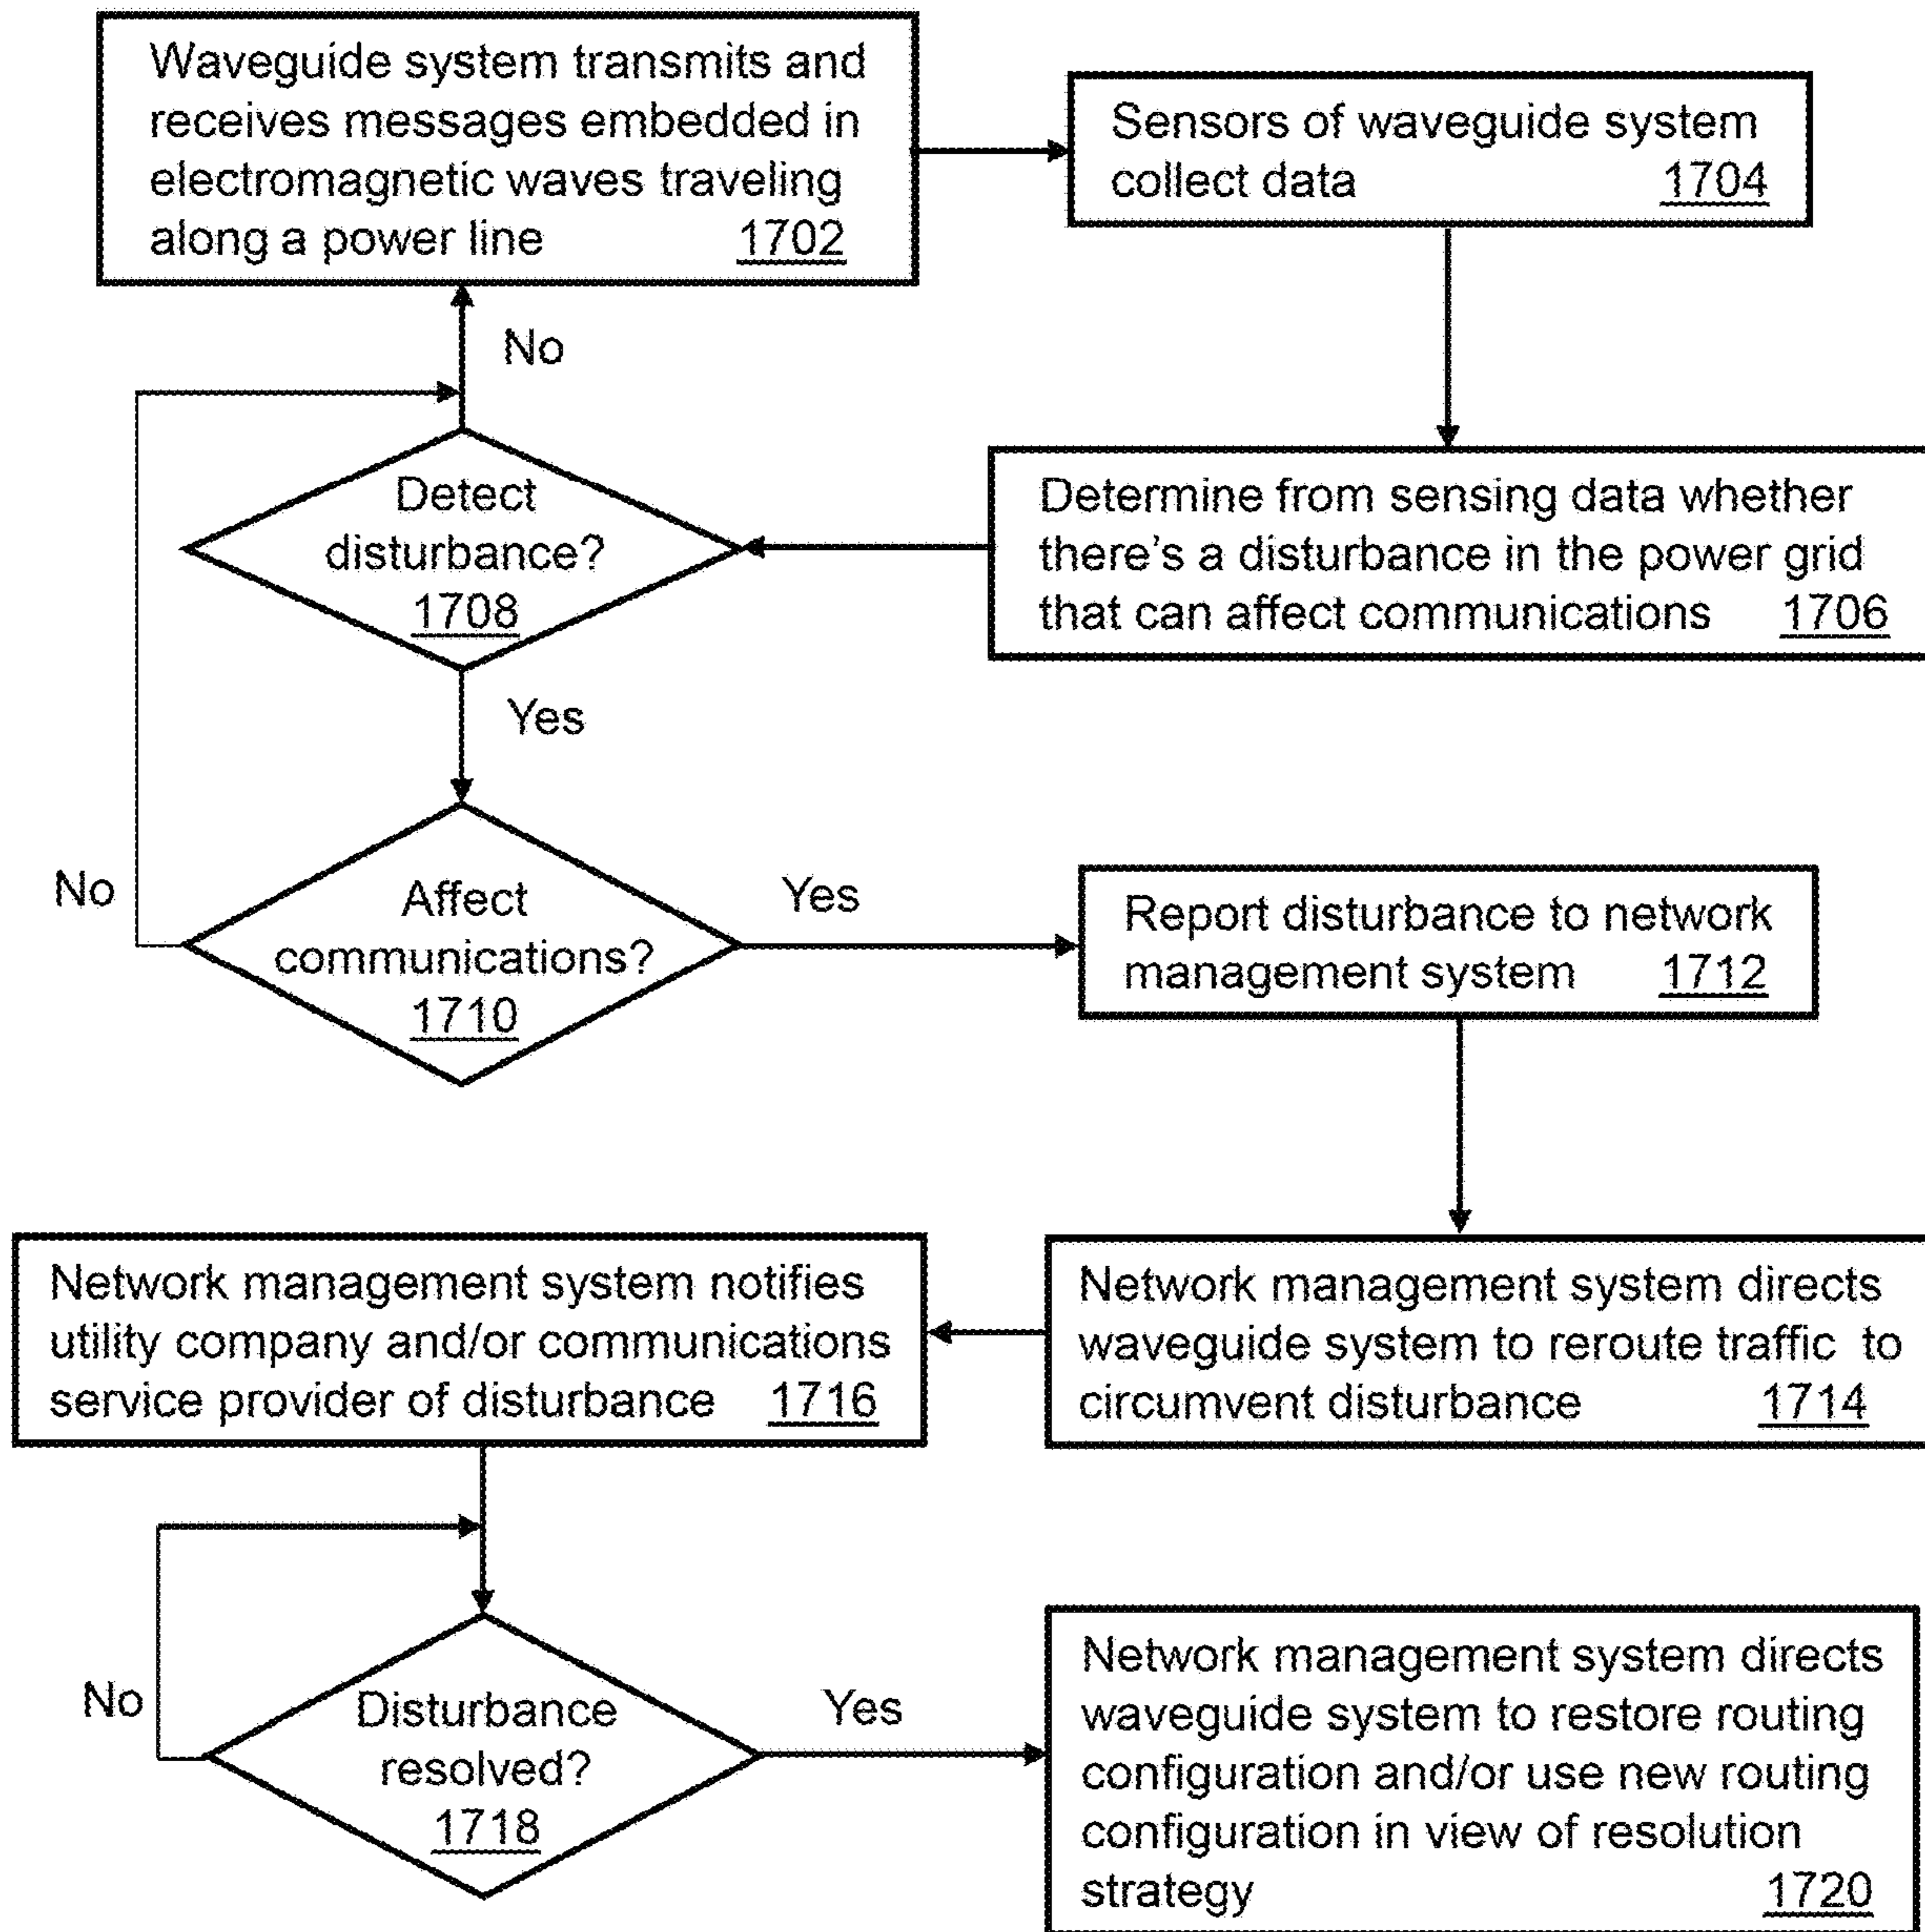 Waveguide system transmits and
receives messages embedded in
electromagnetic waves traveling
along a power line 1702
Sensors of waveguide system
collect data 1704
No
Detect
disturbance?
1708
Determine from sensing data whether
there's a disturbance in the power grid
that can affect communications 1706
Yes
No
Affect
communications?
1710
Yes
Report disturbance to network
management system 1712
Network management system notifies
utility company and/or communications
service provider of disturbance 1716
Network management system directs
waveguide system to reroute traffic to
circumvent disturbance 1714
No
Disturbance
resolved?
1718
Yes
Network management system directs
waveguide system to restore routing
configuration and/or use new routing
configuration in view of resolution
strategy 1720